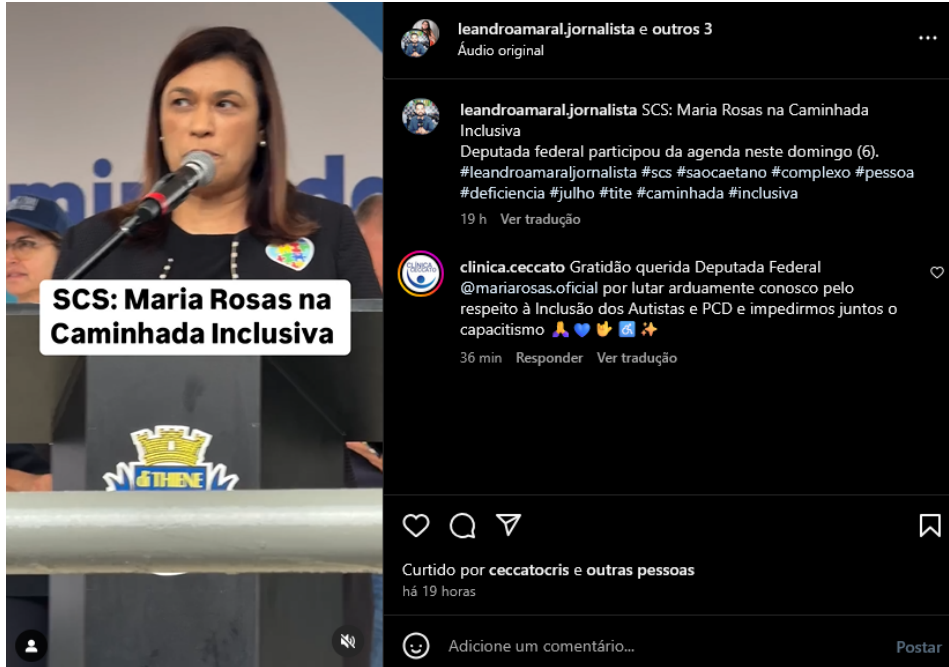 leandroamaral.jornalista e outros 3
Áudio original
leandroamaral.jornalista SCS: Maria Rosas na Caminhada
Inclusiva
Deputada federal participou da agenda neste domingo (6).
#leandroamaraljornalista #scs #saocaetano #complexo #pessoa
#deficiencia #julho #tite #caminhada #inclusiva
19 h Ver tradução
CLÍNICA
CECCATO
clinica.ceccato Gratidão querida Deputada Federal
@mariarosas.oficial por lutar arduamente conosco pelo
respeito à Inclusão dos Autistas e PCD e impedirmos juntos o
capacitismo 🙏 💙 🤟 ♿ ✨
36 min Responder Ver tradução
SCS: Maria Rosas na
Caminhada Inclusiva
di THIENE
Curtido por ceccatocris e outras pessoas
há 19 horas
Adicione um comentário...
Postar